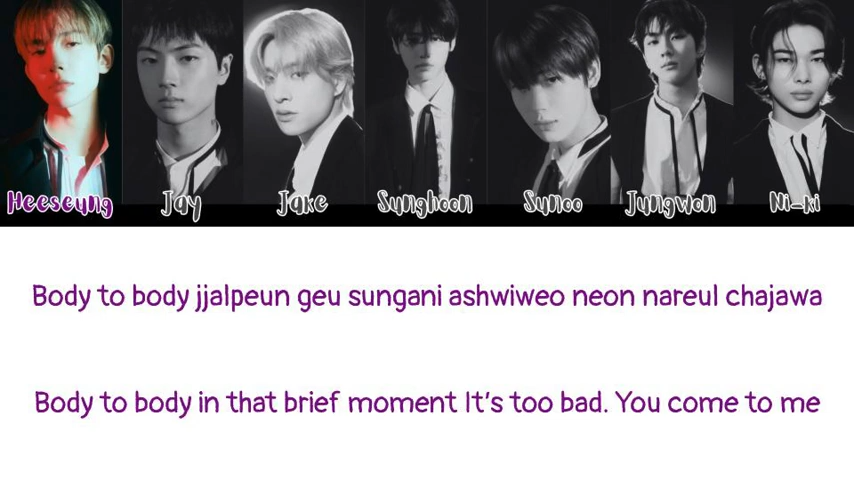 Heeseung Jay Jake Sunghoon Sunoo Jungwon Ni-ki
Body to body jjalpeun geu sungani ashwiweo neon nareul chajawa
Body to body in that brief moment It's too bad. You come to me